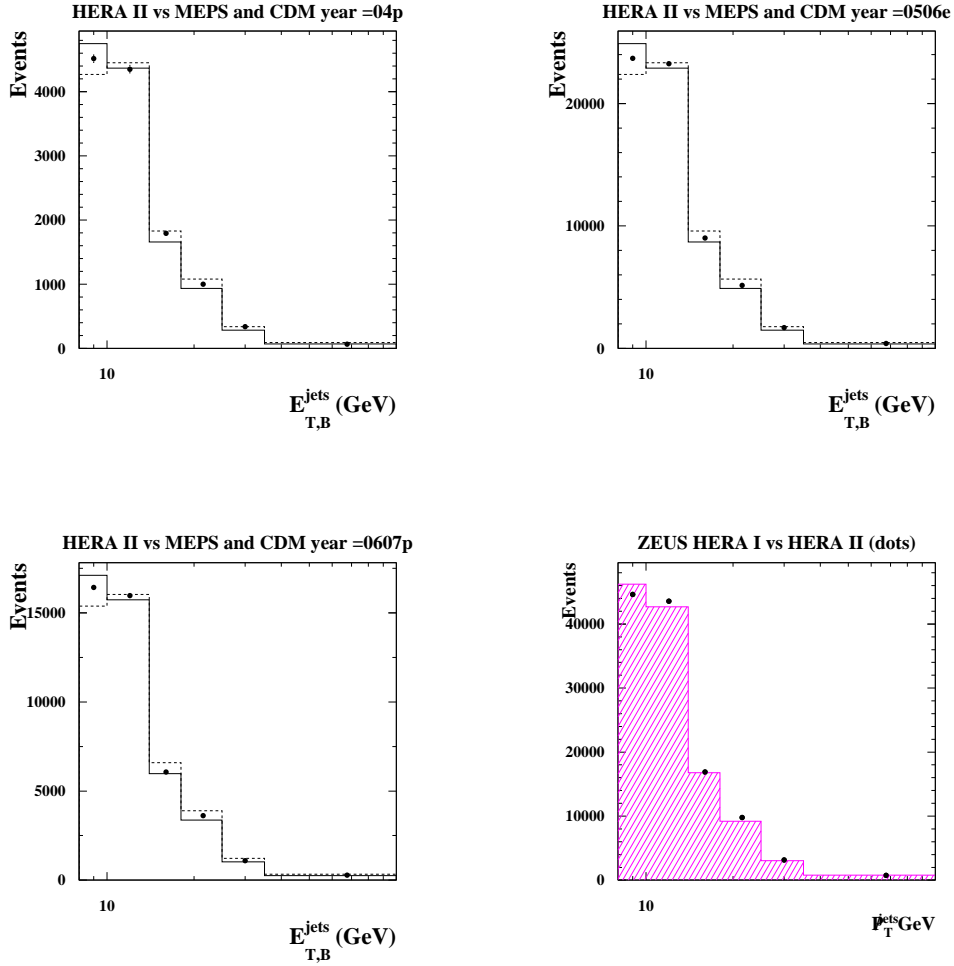 HERA II vs MEPS and CDM year =04p
Events
4000
3000
2000
1000
0
10
E jets T,B (GeV)
HERA II vs MEPS and CDM year =0506e
Events
20000
10000
0
10
E jets T,B (GeV)
HERA II vs MEPS and CDM year =0607p
Events
15000
10000
5000
0
10
E jets T,B (GeV)
ZEUS HERA I vs HERA II (dots)
Events
40000
30000
20000
10000
0
10
P jets T GeV